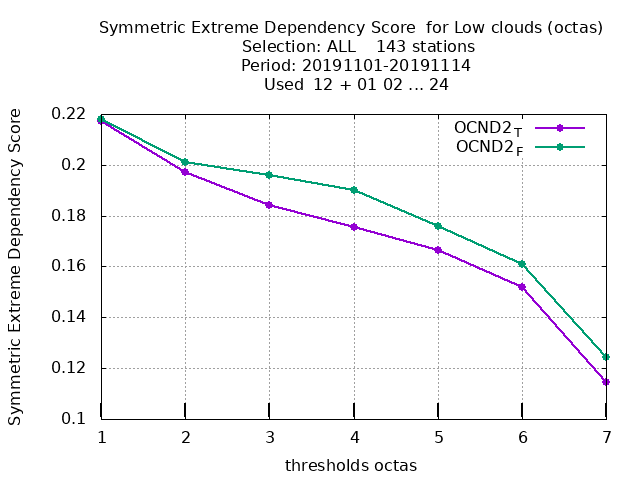 Symmetric Extreme Dependency Score  for Low clouds (octas)
Selection: ALL    143 stations
Period: 20191101-20191114
Used  12 + 01 02 ... 24
Symmetric Extreme Dependency Score
0.22
0.2
0.18
0.16
0.14
0.12
0.1
OCND2T
OCND2F
1 2 3 4 5 6 7
thresholds octas